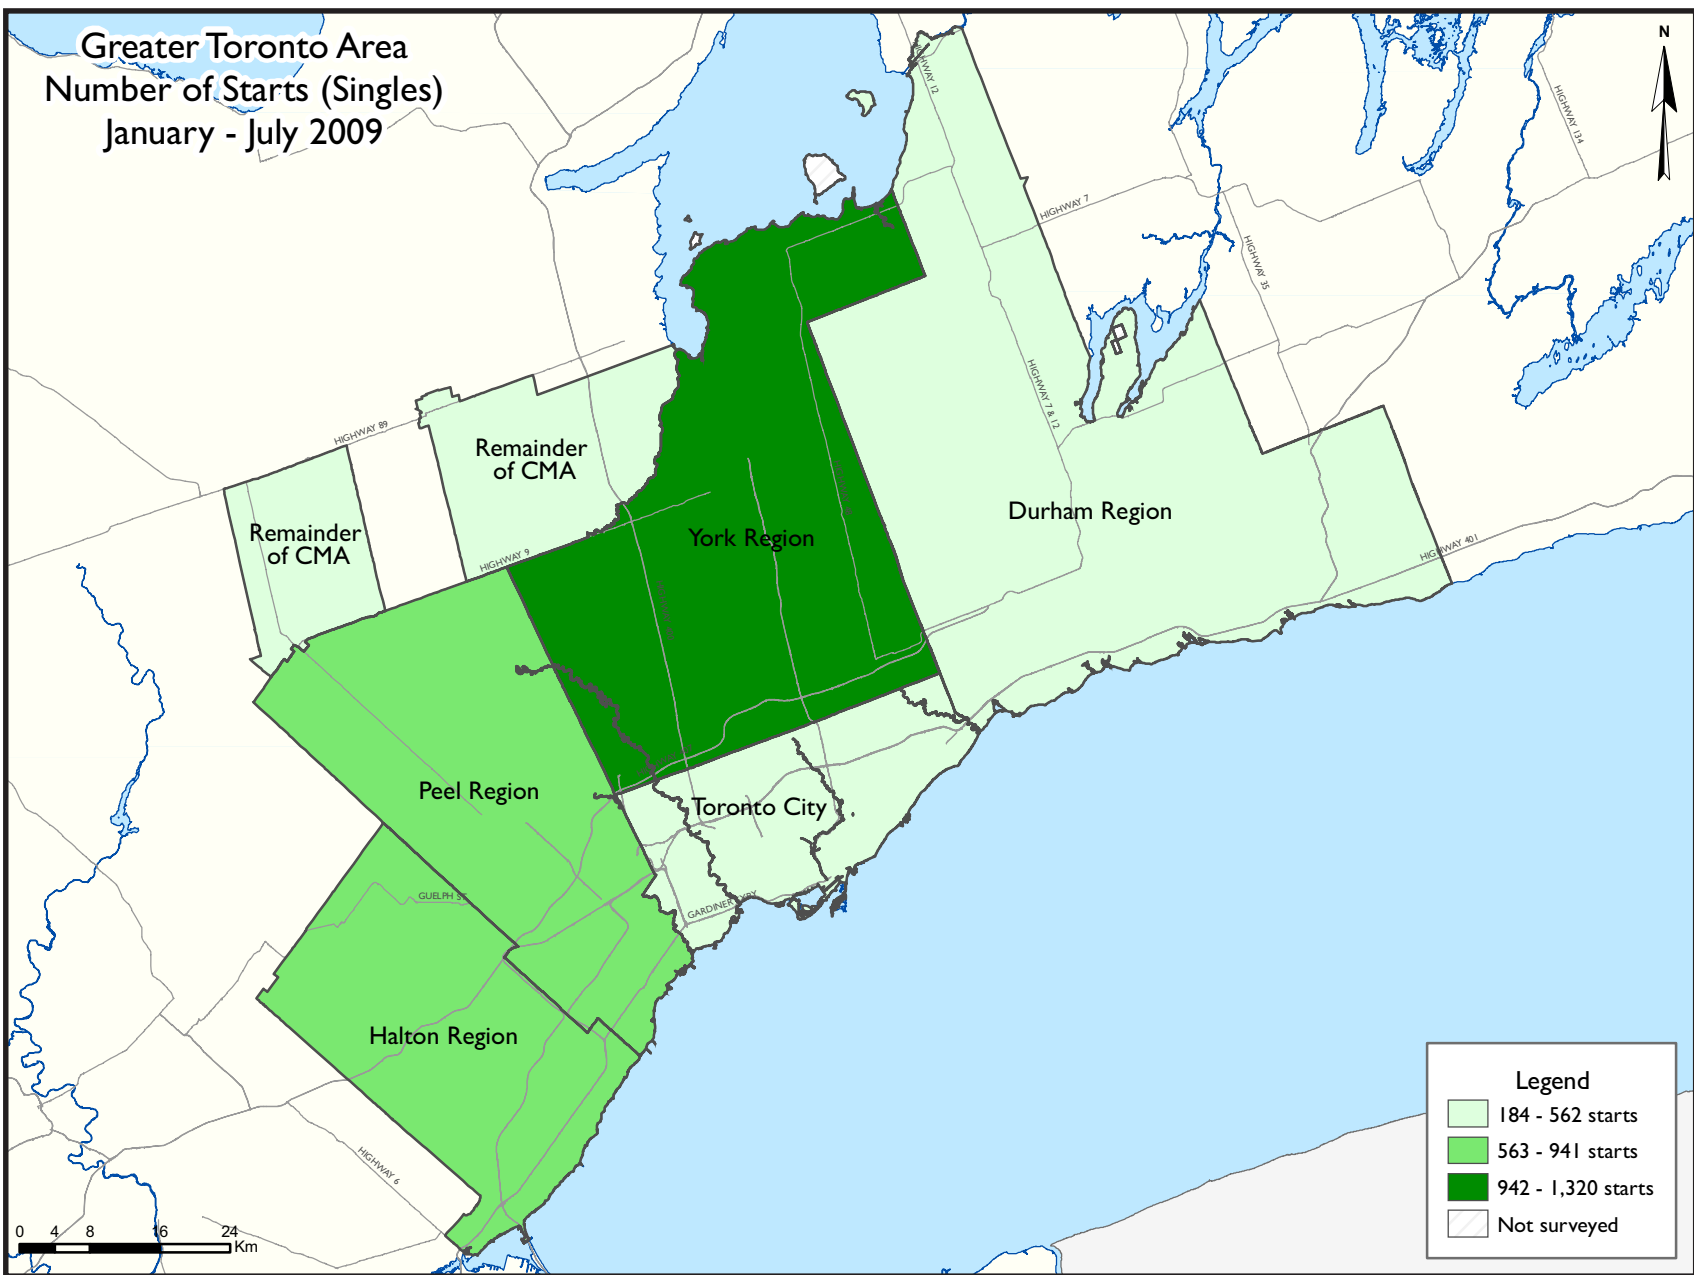 Greater Toronto Area
Number of Starts (Singles)
January - July 2009
N
HIGHWAY 12
HIGHWAY 134
HIGHWAY 7
HIGHWAY 35
HIGHWAY 7 & 12
HIGHWAY 89
Remainder
of CMA
Remainder
of CMA
HIGHWAY 9
York Region
Durham Region
HIGHWAY 401
Peel Region
Toronto City
GUELPH ST
GARDINER
Halton Region
HIGHWAY 6
Legend
184 - 562 starts
563 - 941 starts
942 - 1,320 starts
Not surveyed
0 4 8 16 24
Km